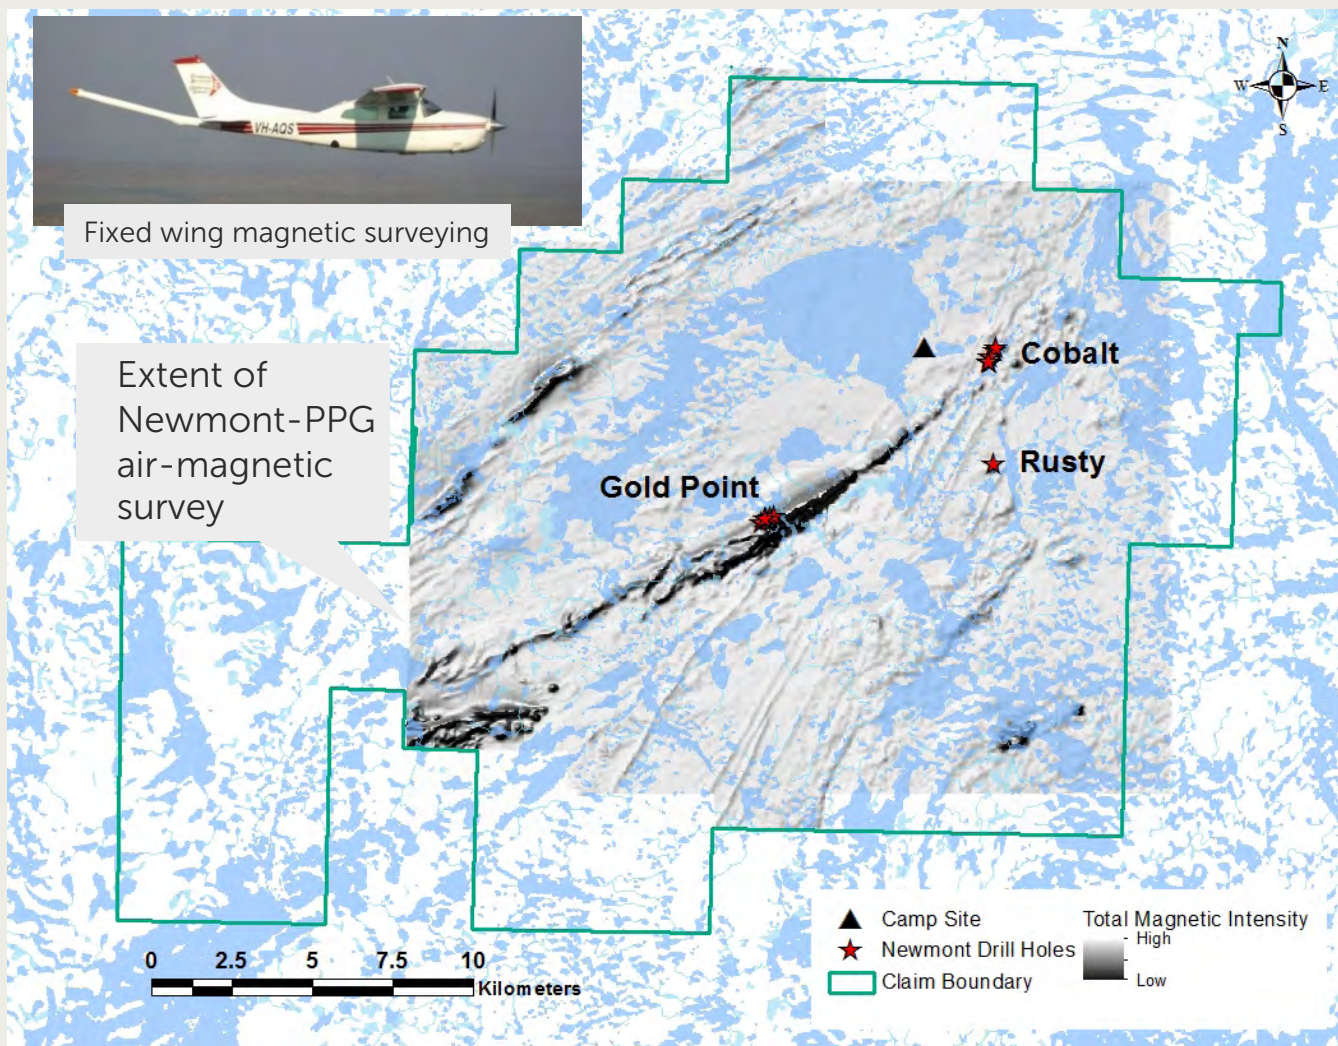 VH-AQS
Fixed wing magnetic surveying
N
W E
S
Extent of
Newmont-PPG
air-magnetic
survey
Cobalt
Rusty
Gold Point
0 2.5 5 7.5 10
Kilometers
Camp Site
Newmont Drill Holes
Claim Boundary
Total Magnetic Intensity
High
Low